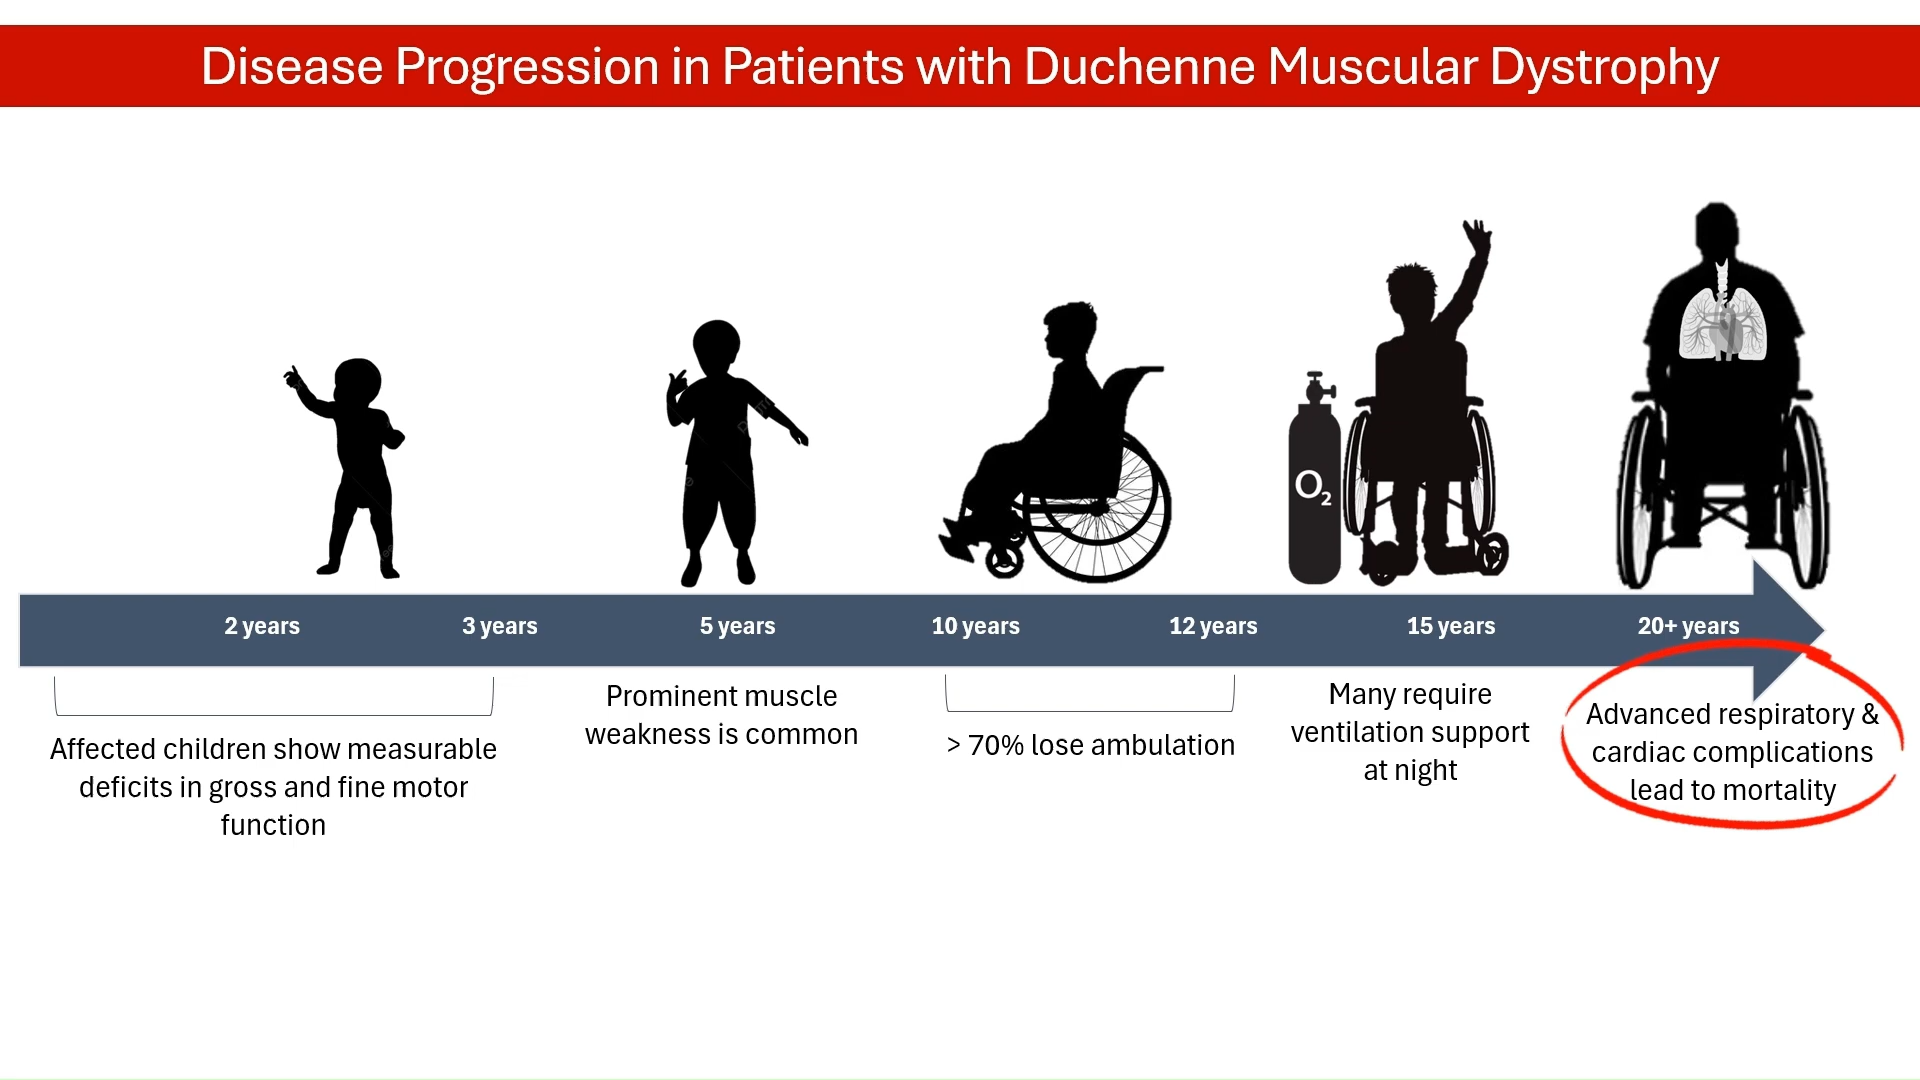 Disease Progression in Patients with Duchenne Muscular Dystrophy
O₂
2 years
3 years
5 years
10 years
12 years
15 years
20+ years
Affected children show measurable
deficits in gross and fine motor
function
Prominent muscle
weakness is common
> 70% lose ambulation
Many require
ventilation support
at night
Advanced respiratory &
cardiac complications
lead to mortality